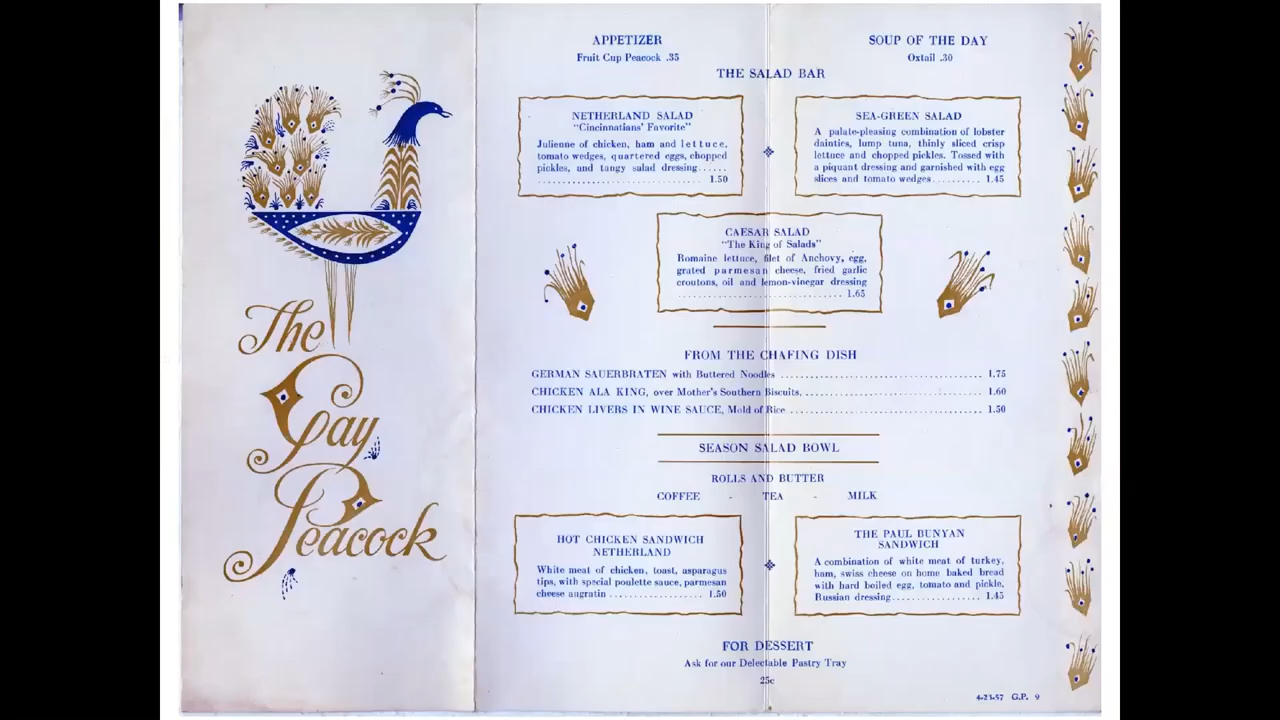 The
Gay
Peacock
APPETIZER
Fruit Cup Peacock .35
SOUP OF THE DAY
Oxtail .30
THE SALAD BAR
NETHERLAND SALAD
"Cincinnatians' Favorite"
Julienne of chicken, ham and lettuce,
tomato wedges, quartered eggs, chopped
pickles, and tangy salad dressing......
........................................ 1.50
SEA-GREEN SALAD
A palate-pleasing combination of lobster
dainties, lump tuna, thinly sliced crisp
lettuce and chopped pickles. Tossed with
a piquant dressing and garnished with egg
slices and tomato wedges.......... 1.45
CAESAR SALAD
"The King of Salads"
Romaine lettuce, filet of Anchovy, egg,
grated parmesan cheese, fried garlic
croutons, oil and lemon-vinegar dressing
........................................ 1.65
FROM THE CHAFING DISH
GERMAN SAUERBRATEN with Buttered Noodles ........................................ 1.75
CHICKEN ALA KING, over Mother's Southern Biscuits, ........................................ 1.60
CHICKEN LIVERS IN WINE SAUCE, Mold of Rice ........................................ 1.50
SEASON SALAD BOWL
ROLLS AND BUTTER
COFFEE - TEA - MILK
HOT CHICKEN SANDWICH
NETHERLAND
White meat of chicken, toast, asparagus
tips, with special poulette sauce, parmesan
cheese augratin .................... 1.50
THE PAUL BUNYAN
SANDWICH
A combination of white meat of turkey,
ham, swiss cheese on home baked bread
with hard boiled egg, tomato and pickle,
Russian dressing.................. 1.45
FOR DESSERT
Ask for our Delectable Pastry Tray
25c
4-23-57 G.P. 9